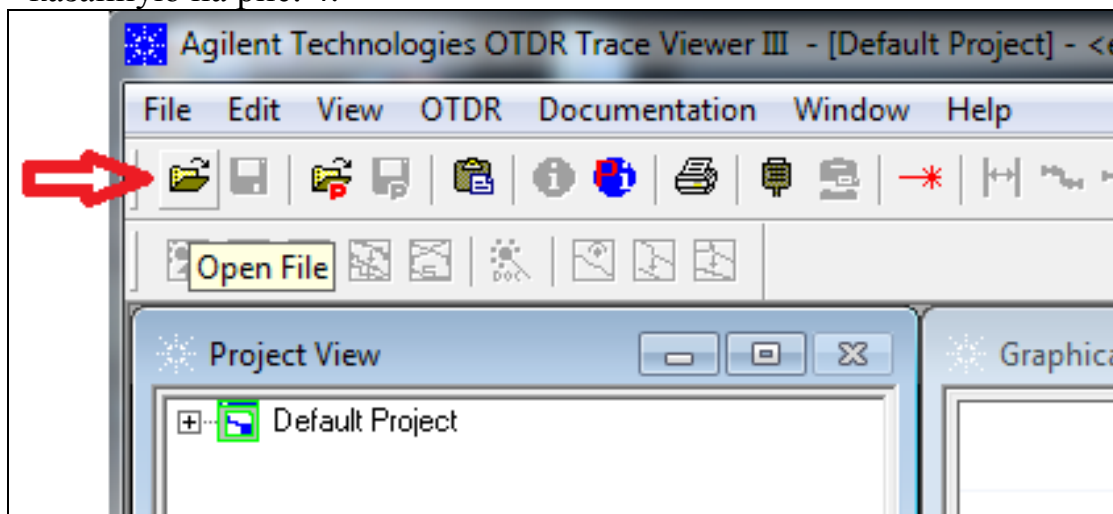 Agilent Technologies OTDR Trace Viewer III - [Default Project] - <e
File Edit View OTDR Documentation Window Help
Open File
Project View
Graphica
Default Project